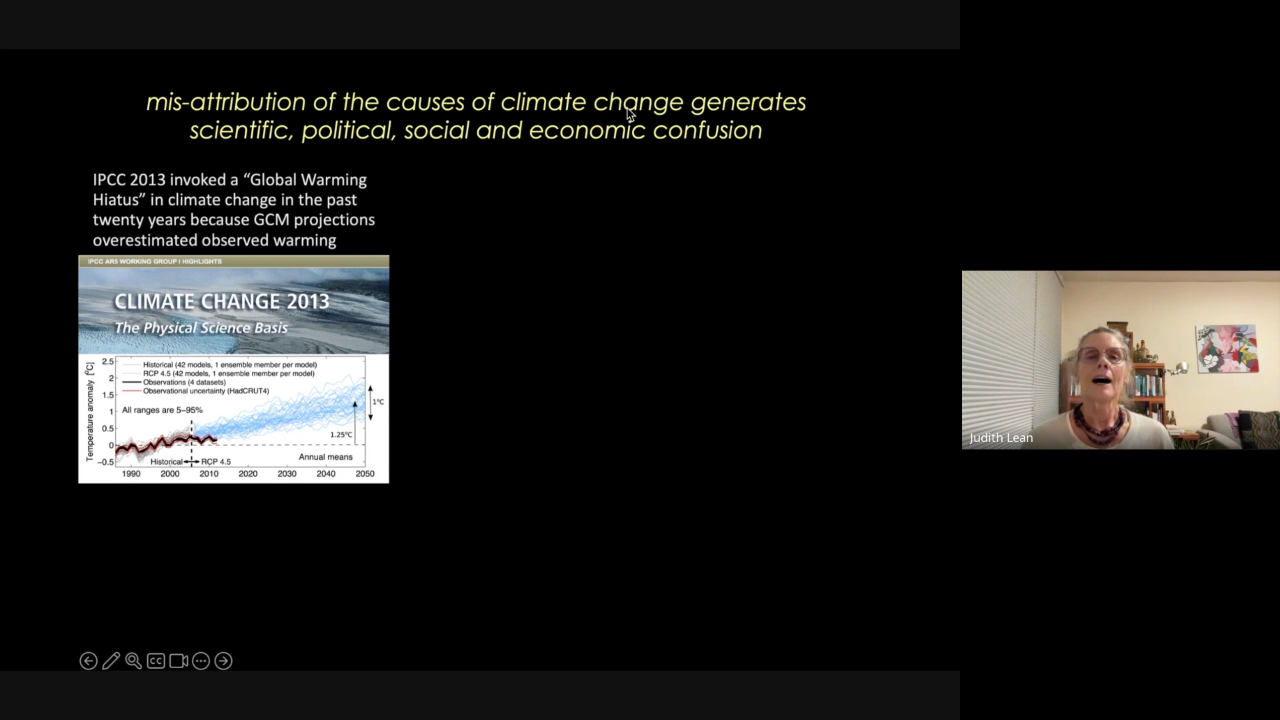 mis-attribution of the causes of climate change generates
scientific, political, social and economic confusion
IPCC 2013 invoked a “Global Warming
Hiatus” in climate change in the past
twenty years because GCM projections
overestimated observed warming
IPCC AR5 WORKING GROUP I HIGHLIGHTS
CLIMATE CHANGE 2013
The Physical Science Basis
Temperature anomaly [°C]
2.5
2
1.5
1
0.5
0
−0.5
Historical (42 models, 1 ensemble member per model)
RCP 4.5 (42 models, 1 ensemble member per model)
Observations (4 datasets)
Observational uncertainty (HadCRUT4)
All ranges are 5–95%
1°C
1.25°C
Historical
RCP 4.5
Annual means
1990 2000 2010 2020 2030 2040 2050
CC
Judith Lean